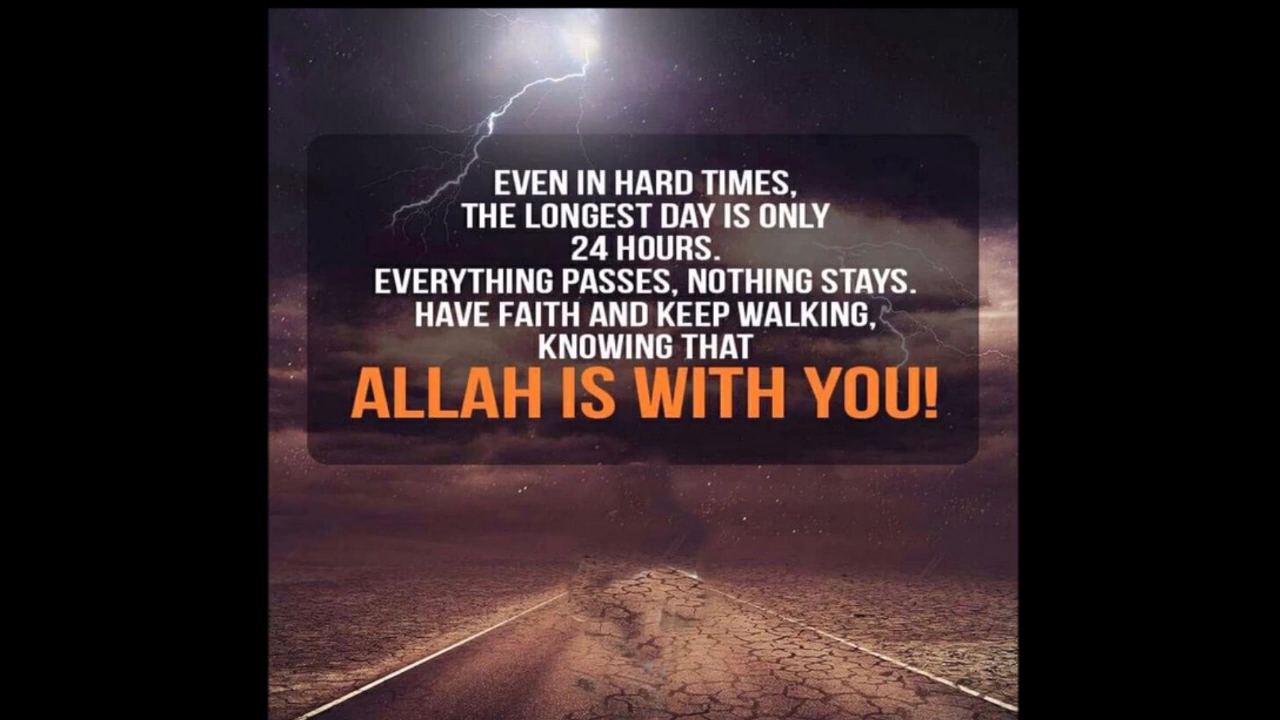 EVEN IN HARD TIMES,
THE LONGEST DAY IS ONLY
24 HOURS.
EVERYTHING PASSES, NOTHING STAYS.
HAVE FAITH AND KEEP WALKING,
KNOWING THAT
ALLAH IS WITH YOU!